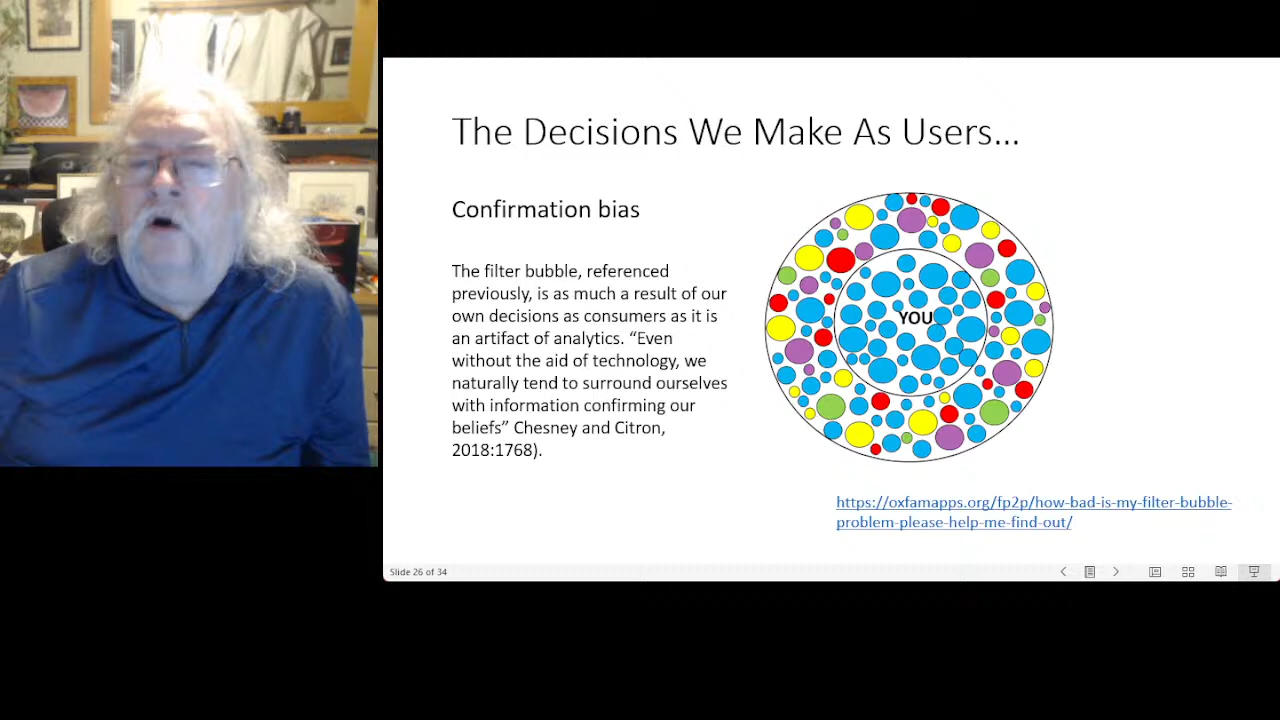 The Decisions We Make As Users...
Confirmation bias
The filter bubble, referenced
previously, is as much a result of our
own decisions as consumers as it is
an artifact of analytics. “Even
without the aid of technology, we
naturally tend to surround ourselves
with information confirming our
beliefs” Chesney and Citron,
2018:1768).
YOU
https://oxfamapps.org/fp2p/how-bad-is-my-filter-bubble-
problem-please-help-me-find-out/
Slide 26 of 34